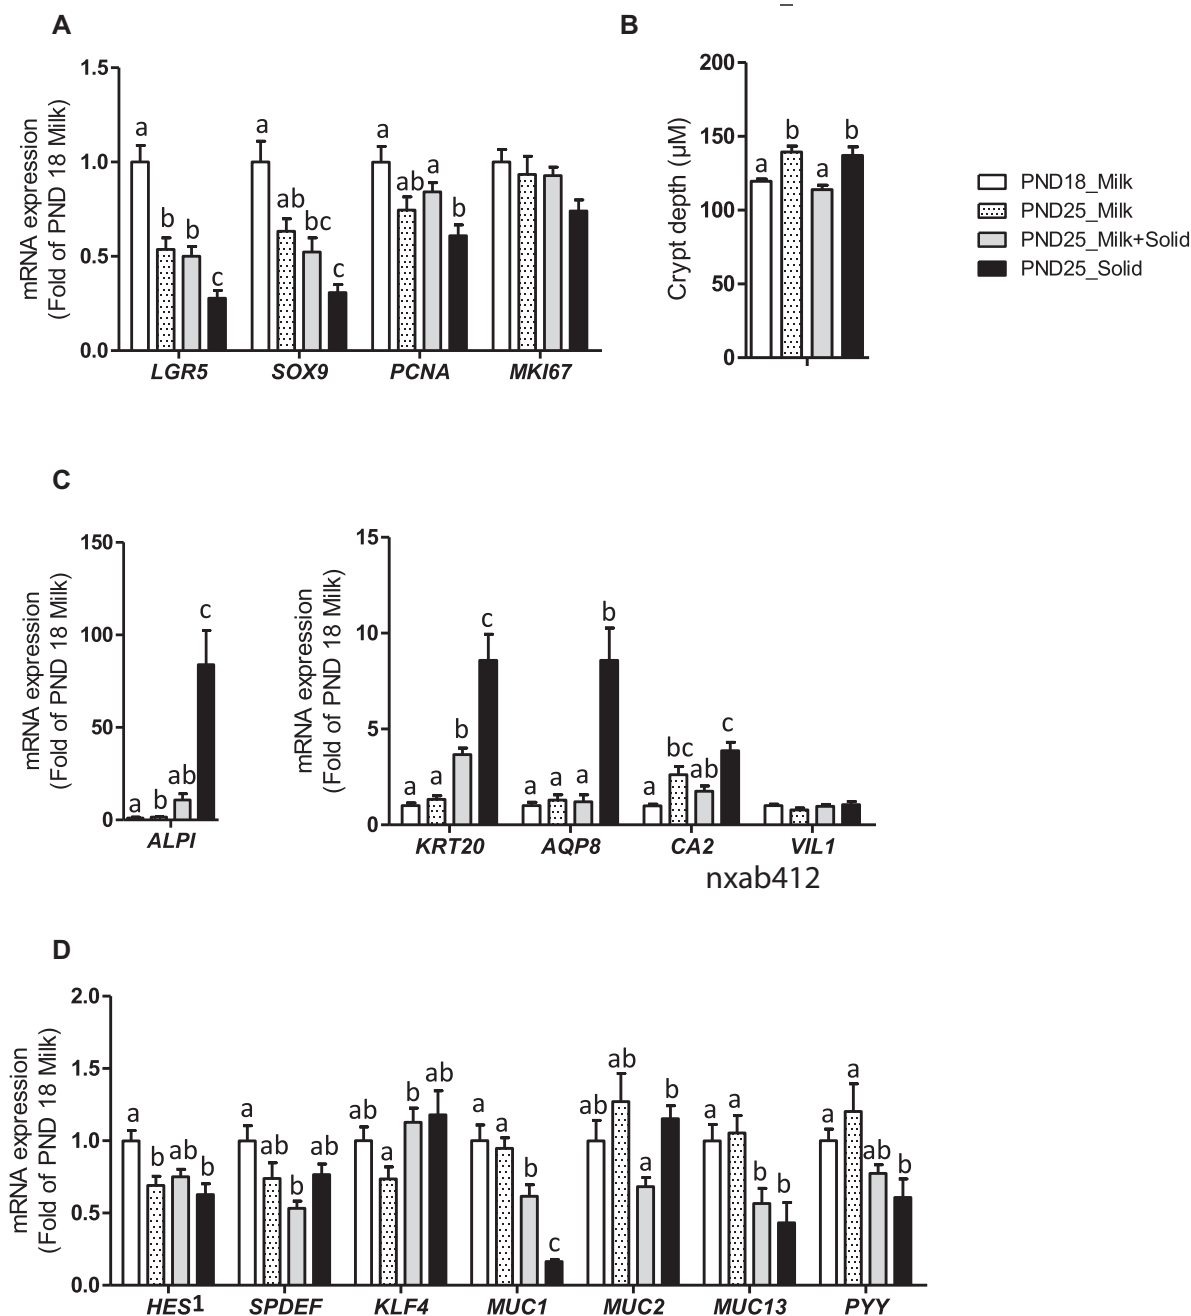 A
B
1.5
1.0
0.5
0.0
mRNA expression
(Fold of PND 18 Milk)
a
b
b
c
a
ab
bc
c
a
ab
a
b
LGR5
SOX9
PCNA
MKI67
200
150
100
50
0
Crypt depth (µM)
a
b
a
b
PND18_Milk
PND25_Milk
PND25_Milk+Solid
PND25_Solid
C
150
100
50
0
mRNA expression
(Fold of PND 18 Milk)
a
b
ab
c
ALPI
15
10
5
0
mRNA expression
(Fold of PND 18 Milk)
a
a
b
c
a
a
a
b
a
bc
ab
c
KRT20
AQP8
CA2
VIL1
nxab412
D
2.0
1.5
1.0
0.5
0.0
mRNA expression
(Fold of PND 18 Milk)
a
b
ab
b
a
ab
b
ab
ab
a
b
ab
a
a
b
c
ab
ab
a
b
a
a
b
b
a
a
ab
b
HES1
SPDEF
KLF4
MUC1
MUC2
MUC13
PYY